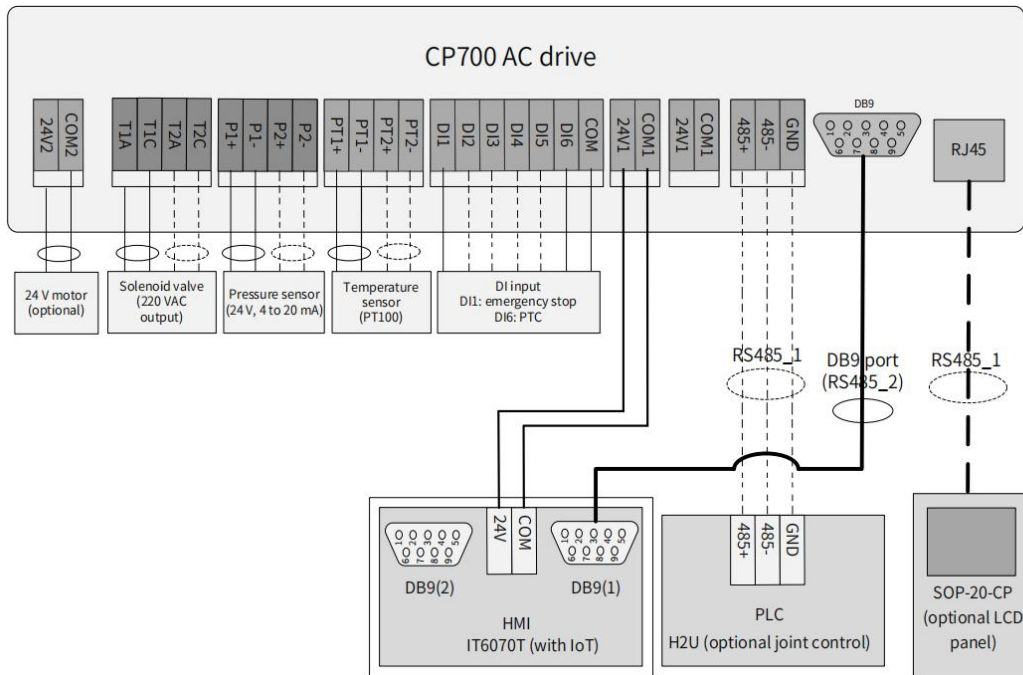 CP700 AC drive
24V2
COM2
T1A
T1C
T2A
T2C
P1+
P1-
P2+
P2-
PT1+
PT1-
PT2+
PT2-
DI1
DI2
DI3
DI4
DI5
DI6
COM
24V1
COM1
24V1
COM1
485+
485-
GND
DB9
1 2 3 4 5
6 7 8 9
RJ45
24 V motor
(optional)
Solenoid valve
(220 VAC
output)
Pressure sensor
(24 V, 4 to 20 mA)
Temperature
sensor
(PT100)
DI input
DI1: emergency stop
DI6: PTC
RS485_1
DB9 port
(RS485_2)
RS485_1
1 2 3 4 5
6 7 8 9
DB9(2)
24V
COM
1 2 3 4 5
6 7 8 9
DB9(1)
HMI
IT6070T (with IoT)
485+
485-
GND
PLC
H2U (optional joint control)
SOP-20-CP
(optional LCD
panel)